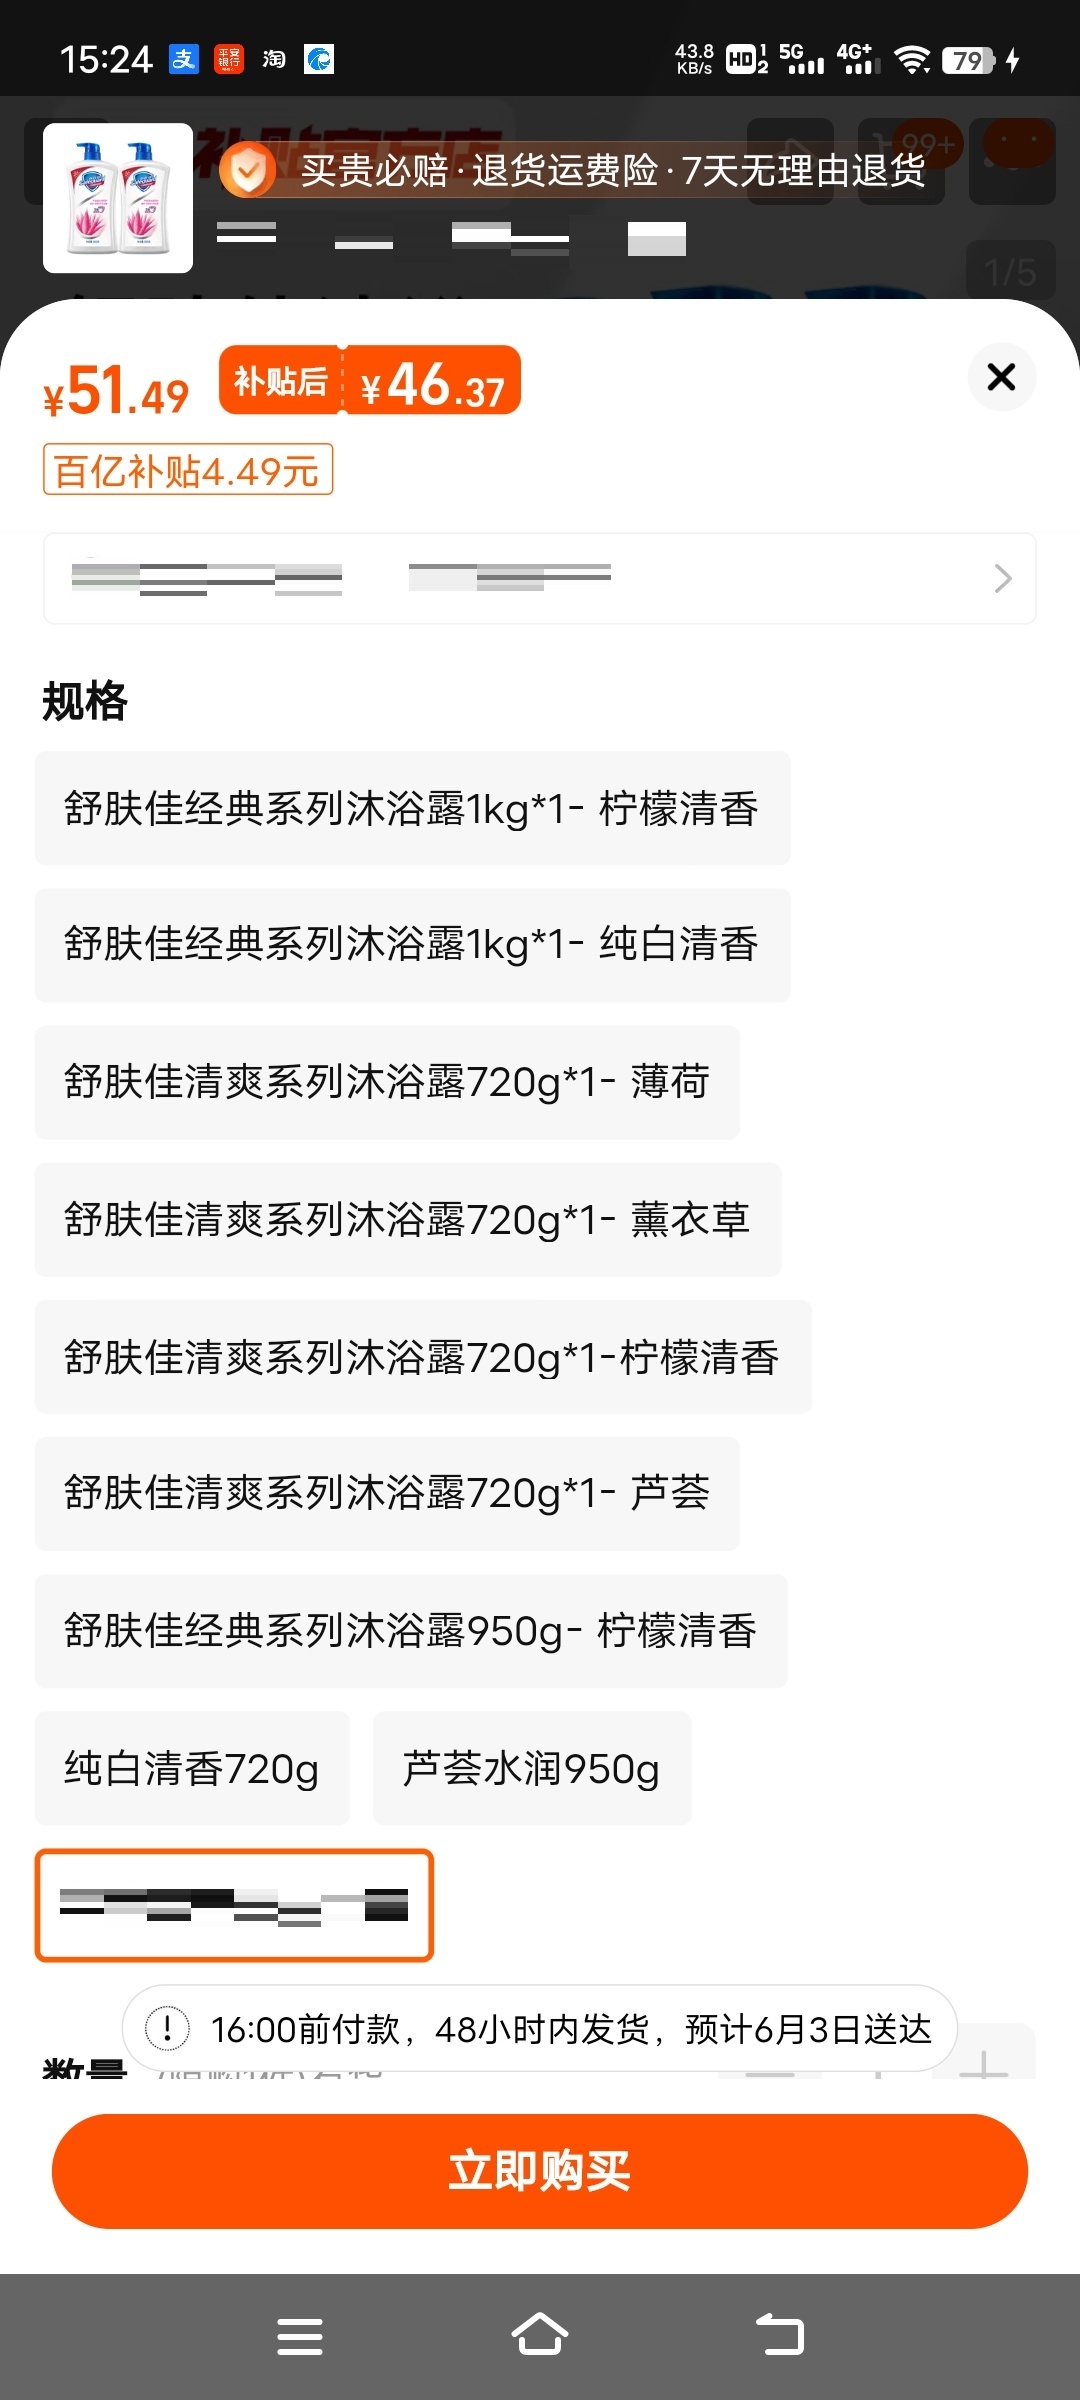 15:24
43.8 KB/s HD 1 2 5G 4G+ 79
买贵必赔·退货运费险·7天无理由退货
99+
1/5
¥51.49 补贴后 ¥46.37
百亿补贴4.49元
规格
舒肤佳经典系列沐浴露1kg*1- 柠檬清香
舒肤佳经典系列沐浴露1kg*1- 纯白清香
舒肤佳清爽系列沐浴露720g*1- 薄荷
舒肤佳清爽系列沐浴露720g*1- 薰衣草
舒肤佳清爽系列沐浴露720g*1-柠檬清香
舒肤佳清爽系列沐浴露720g*1- 芦荟
舒肤佳经典系列沐浴露950g- 柠檬清香
纯白清香720g 芦荟水润950g
16:00前付款，48小时内发货，预计6月3日送达
数量
立即购买